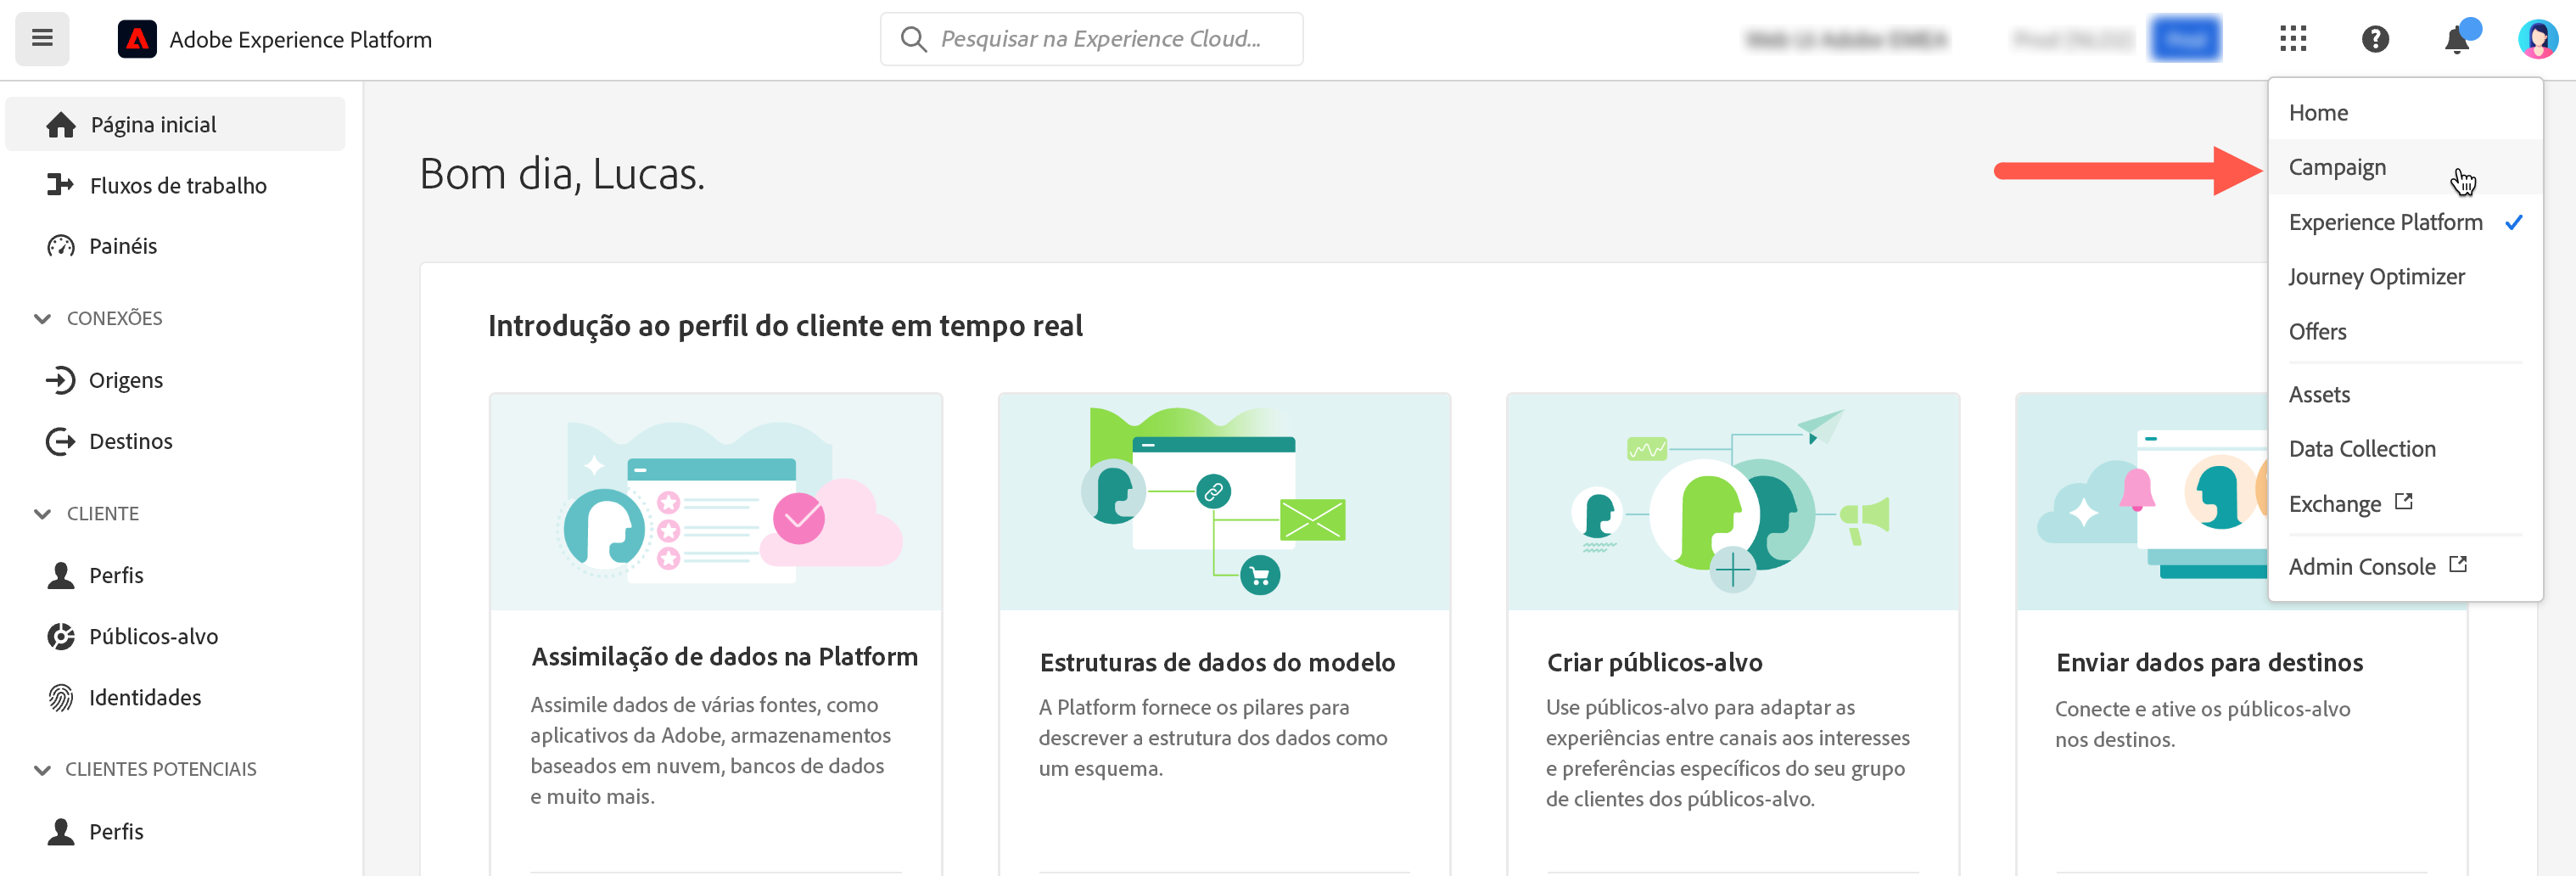 Adobe Experience Platform
Pesquisar na Experience Cloud...
Home
Campaign
Experience Platform
Journey Optimizer
Offers
Assets
Data Collection
Exchange
Admin Console
Página inicial
Fluxos de trabalho
Painéis
CONEXÕES
Origens
Destinos
CLIENTE
Perfis
Públicos-alvo
Identidades
CLIENTES POTENCIAIS
Perfis
Bom dia, Lucas.
Introdução ao perfil do cliente em tempo real
Assimilação de dados na Platform
Assimile dados de várias fontes, como
aplicativos da Adobe, armazenamentos
baseados em nuvem, bancos de dados
e muito mais.
Estruturas de dados do modelo
A Platform fornece os pilares para
descrever a estrutura dos dados como
um esquema.
Criar públicos-alvo
Use públicos-alvo para adaptar as
experiências entre canais aos interesses
e preferências específicos do seu grupo
de clientes dos públicos-alvo.
Enviar dados para destinos
Conecte e ative os públicos-alvo
nos destinos.